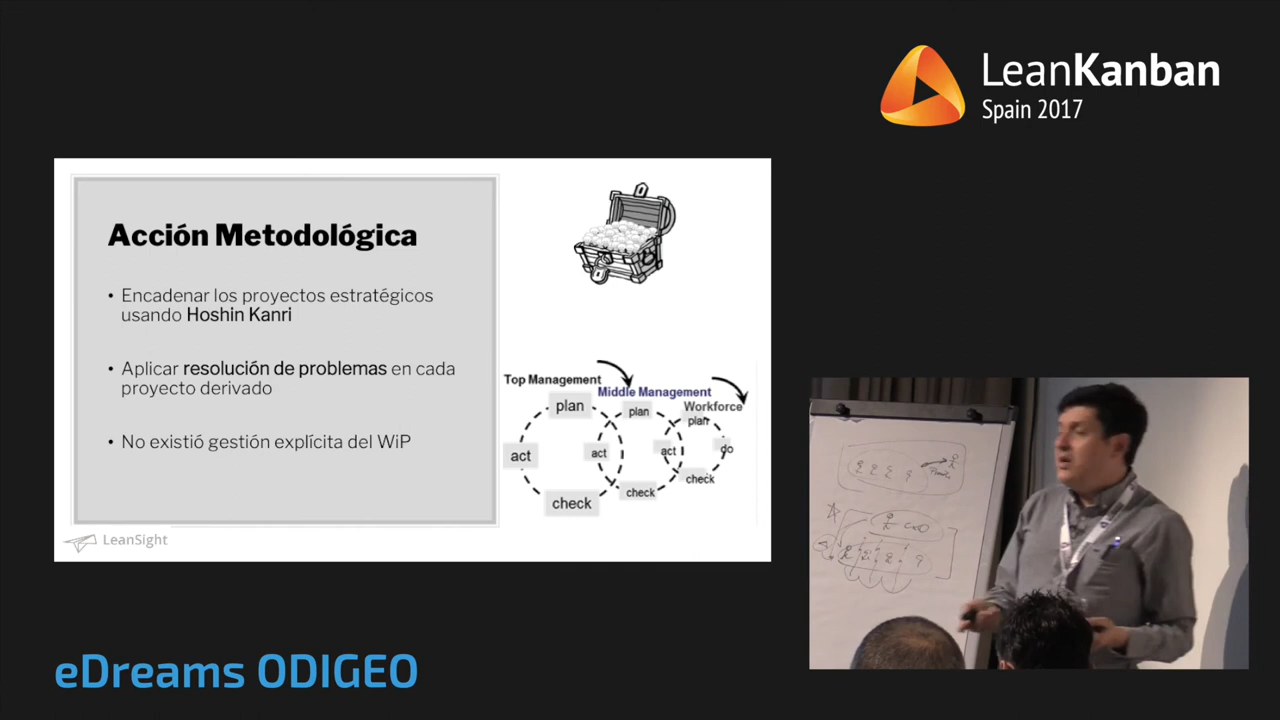 LeanKanban
Spain 2017
Acción Metodológica
• Encadenar los proyectos estratégicos
usando Hoshin Kanri
• Aplicar resolución de problemas en cada
proyecto derivado
• No existió gestión explícita del WiP
Top Management
Middle Management
Workforce
plan
plan
plan
act
act
act
do
check
check
check
LeanSight
eDreams ODIGEO